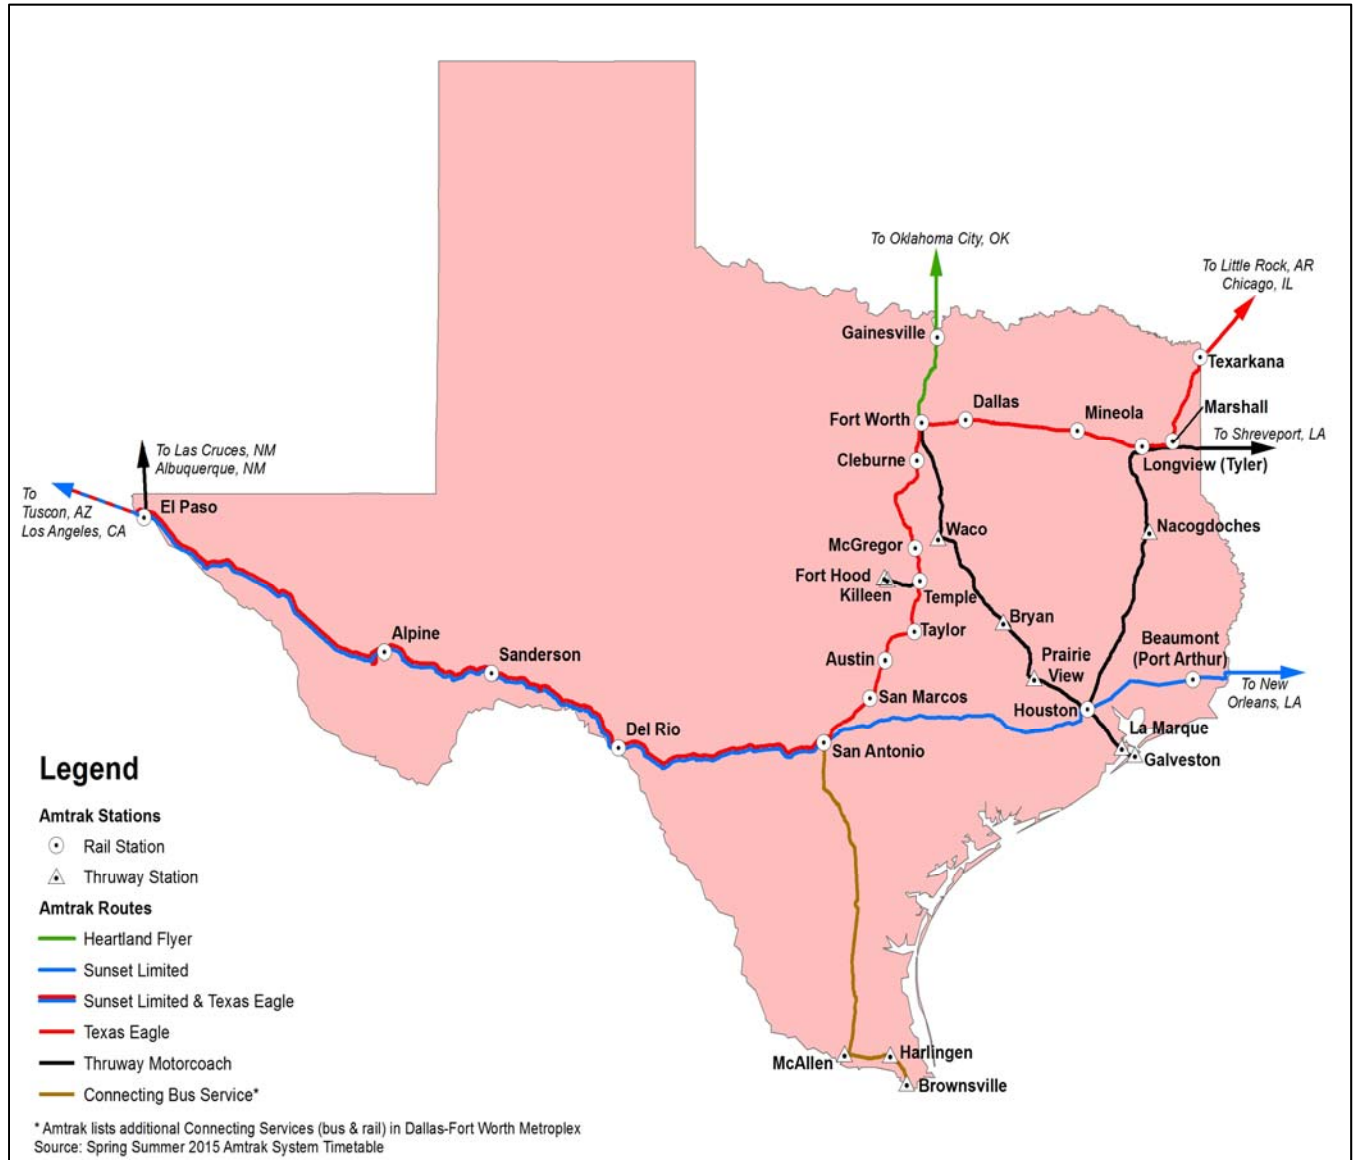 To Oklahoma City, OK
To Little Rock, AR
Chicago, IL
Gainesville
Texarkana
Fort Worth
Dallas
Mineola
Marshall
To Shreveport, LA
Longview (Tyler)
Cleburne
To Las Cruces, NM
Albuquerque, NM
To
Tuscon, AZ
Los Angeles, CA
El Paso
Waco
Nacogdoches
McGregor
Fort Hood
Killeen
Temple
Taylor
Bryan
Alpine
Sanderson
Austin
Prairie
View
Beaumont
(Port Arthur)
To New
Orleans, LA
San Marcos
Houston
Del Rio
San Antonio
La Marque
Galveston
McAllen
Harlingen
Brownsville
Legend
Amtrak Stations
Rail Station
Thruway Station
Amtrak Routes
Heartland Flyer
Sunset Limited
Sunset Limited & Texas Eagle
Texas Eagle
Thruway Motorcoach
Connecting Bus Service*
* Amtrak lists additional Connecting Services (bus & rail) in Dallas-Fort Worth Metroplex
Source: Spring Summer 2015 Amtrak System Timetable